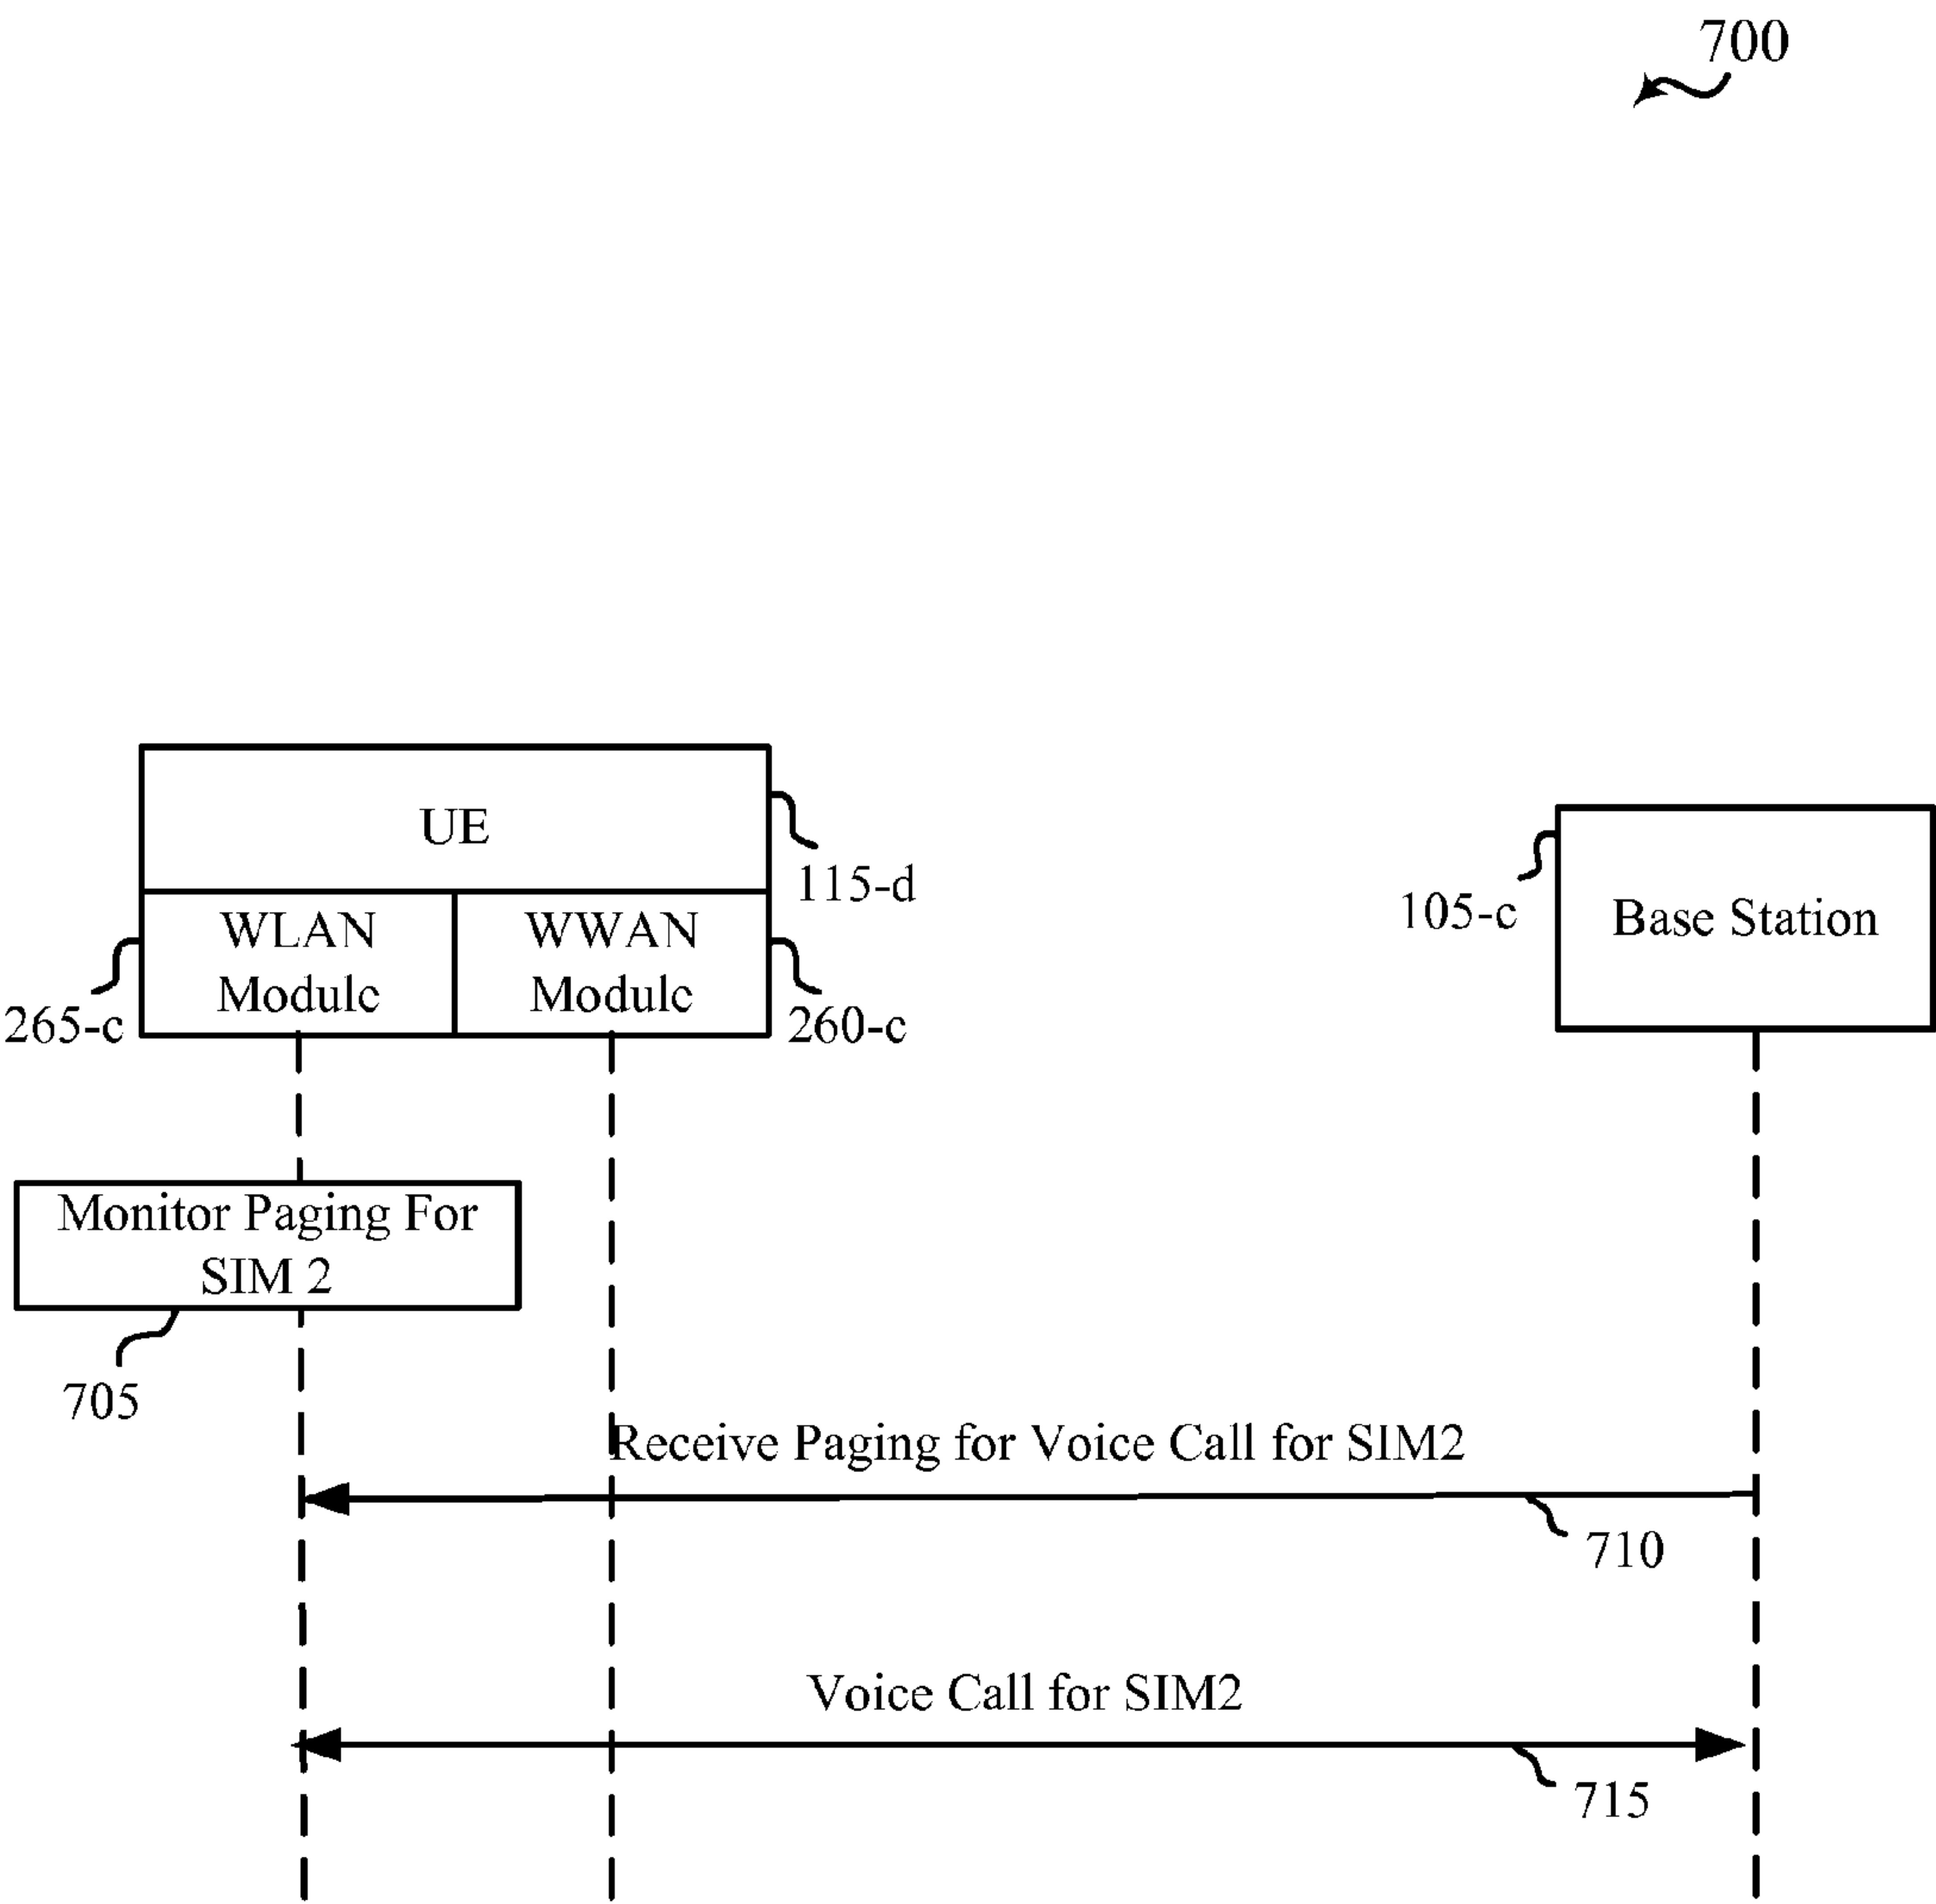 700
UE
115-d
WLAN
Module
WWAN
Module
265-c
260-c
105-c
Base Station
Monitor Paging For
SIM 2
705
Receive Paging for Voice Call for SIM2
710
Voice Call for SIM2
715